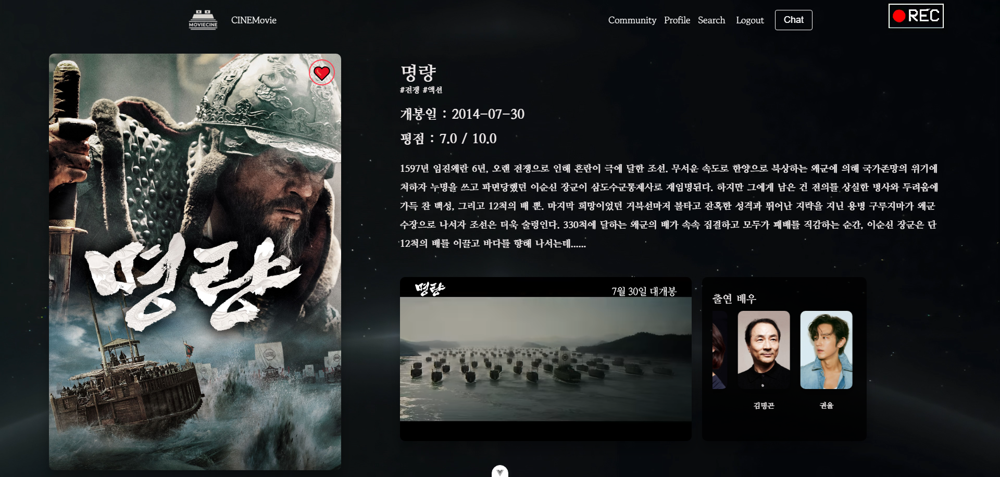 MOVIECINE
CINEMovie
Community Profile Search Logout Chat
REC
명량
명량
#전쟁 #액션
개봉일 : 2014-07-30
평점 : 7.0 / 10.0
1597년 임진왜란 6년, 오랜 전쟁으로 인해 혼란이 극에 달한 조선. 무서운 속도로 한양으로 북상하는 왜군에 의해 국가존망의 위기에
처하자 누명을 쓰고 파면당했던 이순신 장군이 삼도수군통제사로 재임명된다. 하지만 그에게 남은 건 전의를 상실한 병사와 두려움에
가득 찬 백성, 그리고 12척의 배 뿐. 마지막 희망이었던 거북선마저 불타고 잔혹한 성격과 뛰어난 지략을 지닌 용병 구루지마가 왜군
수장으로 나서자 조선은 더욱 술렁인다. 330척에 달하는 왜군의 배가 속속 집결하고 모두가 패배를 직감하는 순간, 이순신 장군은 단
12척의 배를 이끌고 바다를 향해 나서는데......
명량
7월 30일 대개봉
출연 배우
김명곤
권율